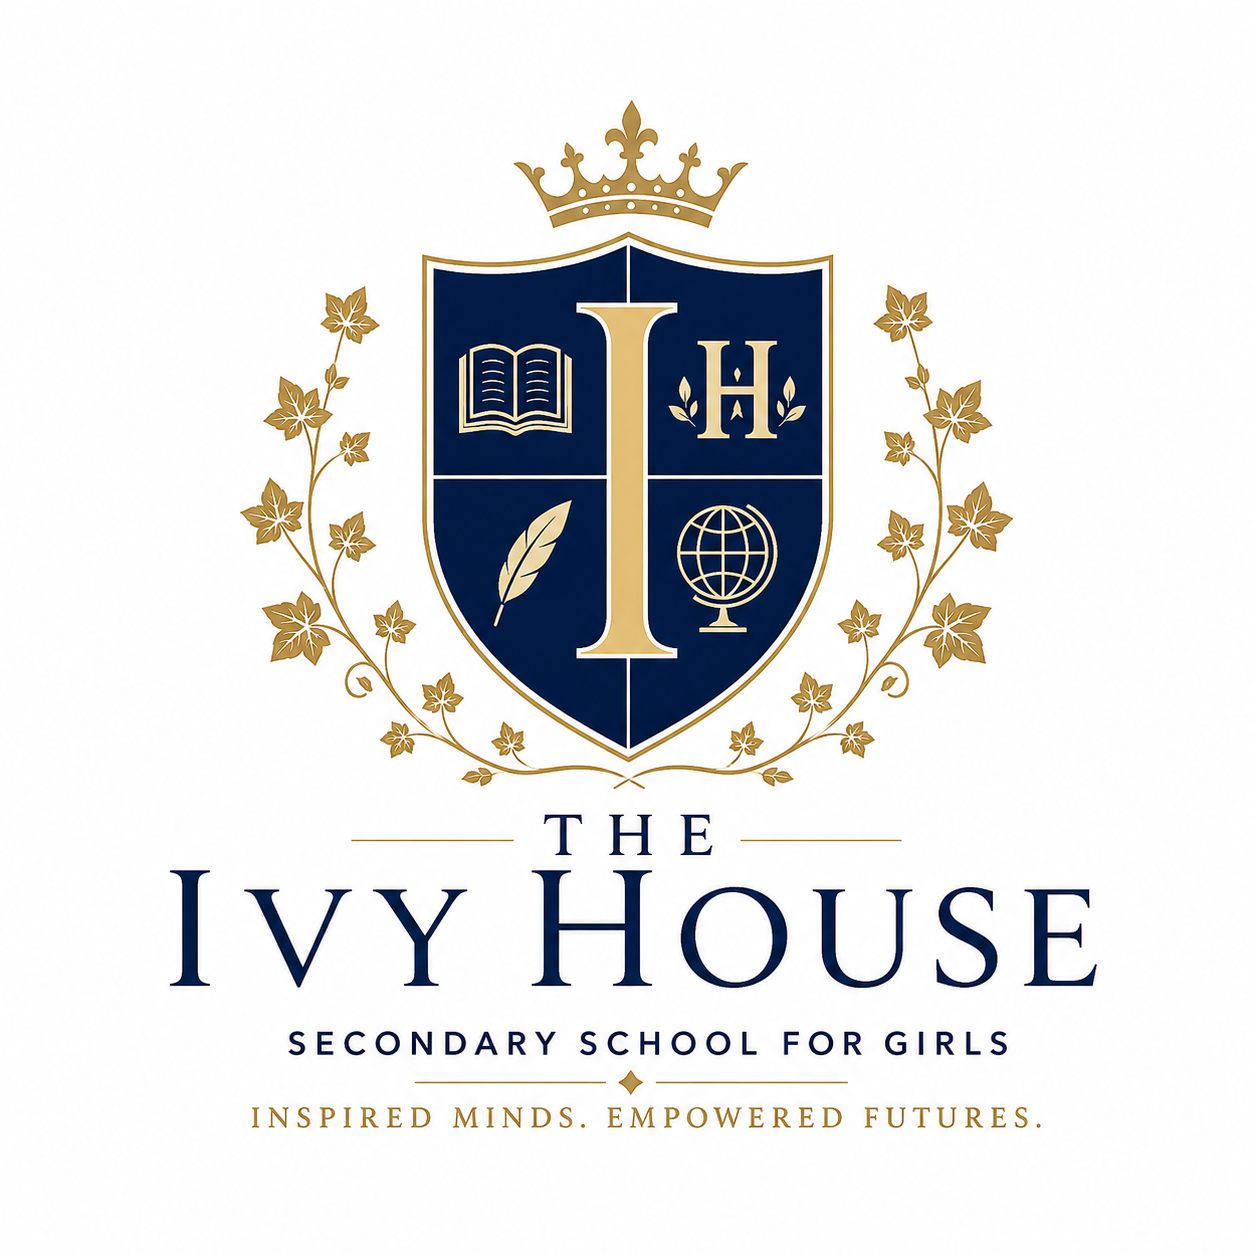 I
H
THE
IVY HOUSE
SECONDARY SCHOOL FOR GIRLS
INSPIRED MINDS. EMPOWERED FUTURES.